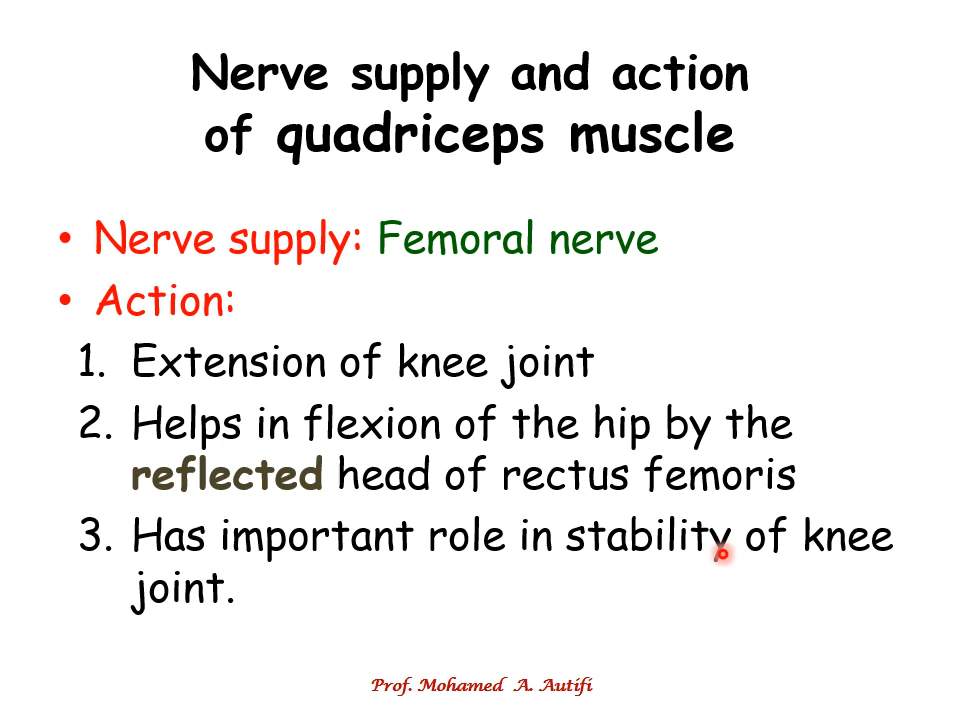 Nerve supply and action
of quadriceps muscle
• Nerve supply: Femoral nerve
• Action:
1. Extension of knee joint
2. Helps in flexion of the hip by the
reflected head of rectus femoris
3. Has important role in stability of knee
joint.
Prof. Mohamed A. Autifi